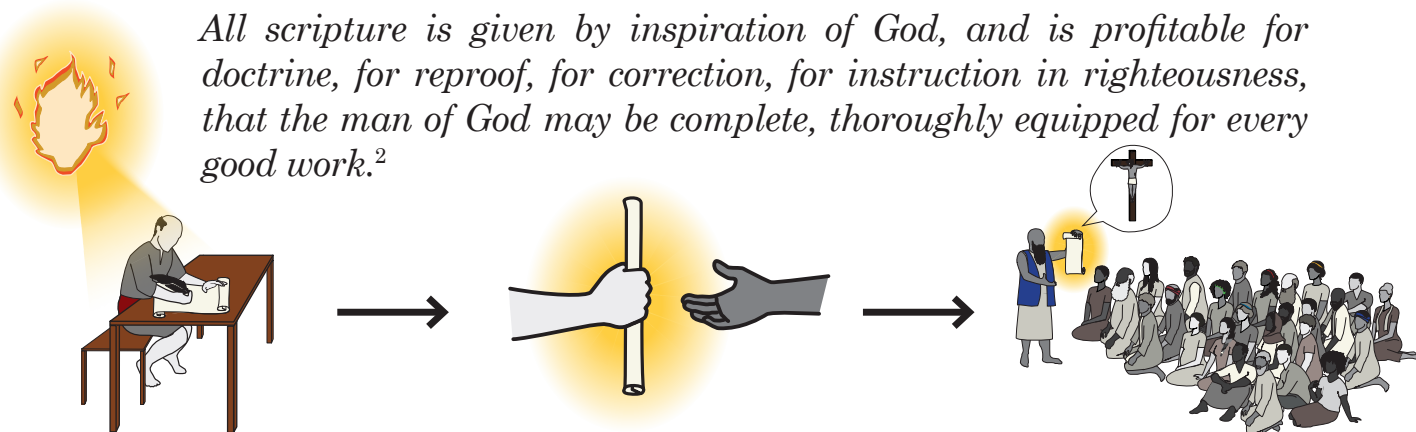 All scripture is given by inspiration of God, and is profitable for
doctrine, for reproof, for correction, for instruction in righteousness,
that the man of God may be complete, thoroughly equipped for every
good work.²